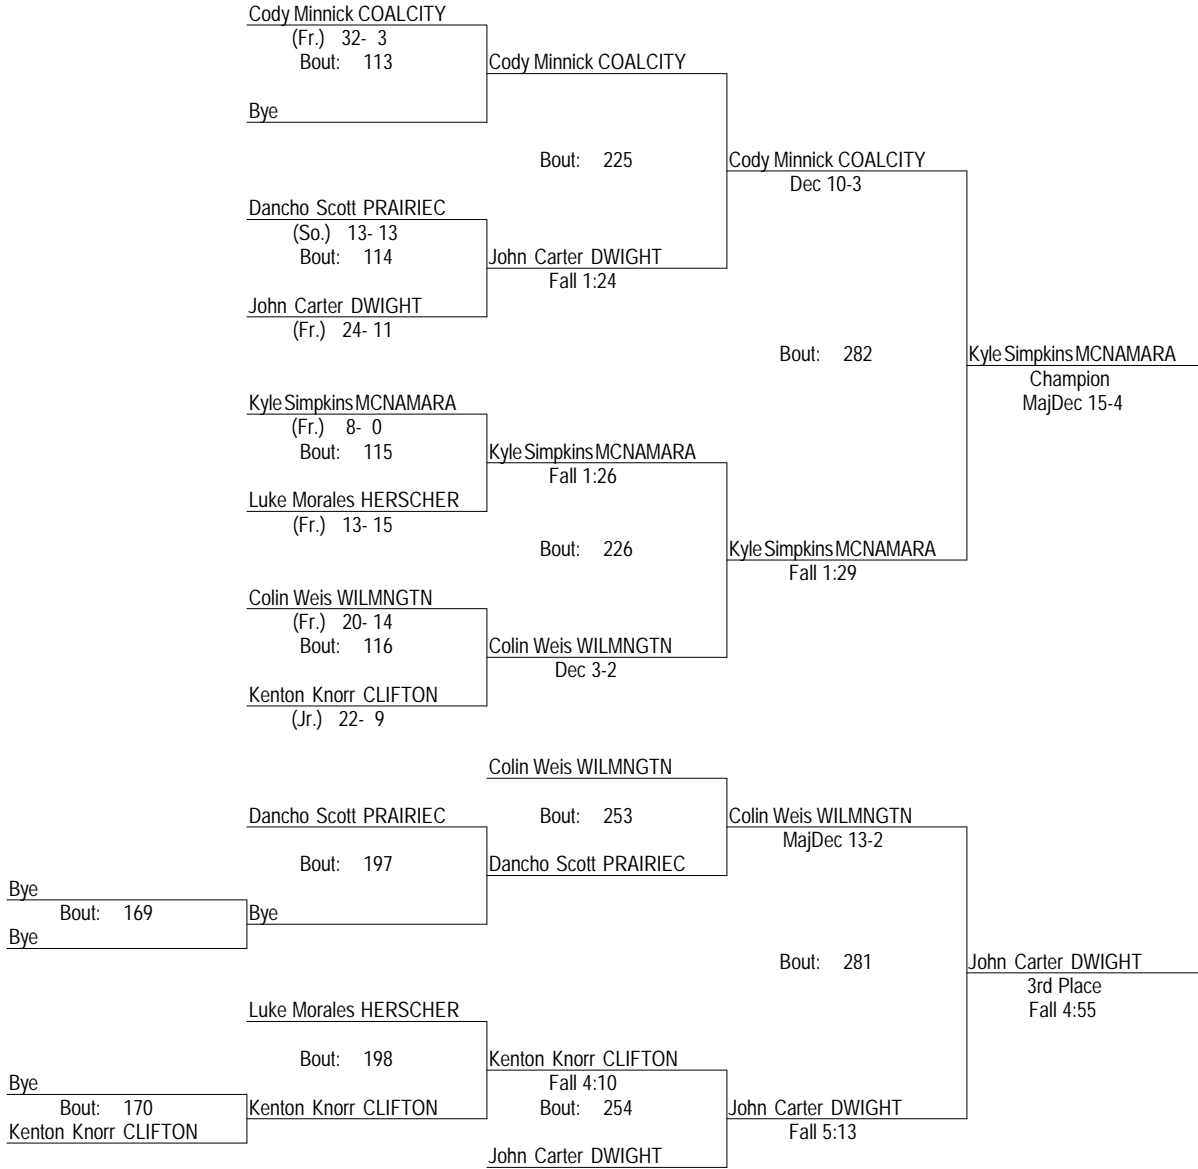 Cody Minnick COALCITY
(Fr.) 32- 3
Bout: 113
Cody Minnick COALCITY
Bye
Bout: 225
Cody Minnick COALCITY
Dec 10-3
Dancho Scott PRAIRIEC
(So.) 13- 13
Bout: 114
John Carter DWIGHT
Fall 1:24
John Carter DWIGHT
(Fr.) 24- 11
Bout: 282
Kyle Simpkins MCNAMARA
Champion
MajDec 15-4
Kyle Simpkins MCNAMARA
(Fr.) 8- 0
Bout: 115
Kyle Simpkins MCNAMARA
Fall 1:26
Luke Morales HERSCHER
(Fr.) 13- 15
Bout: 226
Kyle Simpkins MCNAMARA
Fall 1:29
Colin Weis WILMNGTN
(Fr.) 20- 14
Bout: 116
Colin Weis WILMNGTN
Dec 3-2
Kenton Knorr CLIFTON
(Jr.) 22- 9
Colin Weis WILMNGTN
Dancho Scott PRAIRIEC
Bout: 253
Colin Weis WILMNGTN
MajDec 13-2
Bout: 197
Dancho Scott PRAIRIEC
Bye
Bout: 169
Bye
Bye
Bout: 281
John Carter DWIGHT
3rd Place
Fall 4:55
Luke Morales HERSCHER
Bout: 198
Kenton Knorr CLIFTON
Fall 4:10
Bye
Bout: 170
Kenton Knorr CLIFTON
Kenton Knorr CLIFTON
Bout: 254
John Carter DWIGHT
Fall 5:13
John Carter DWIGHT